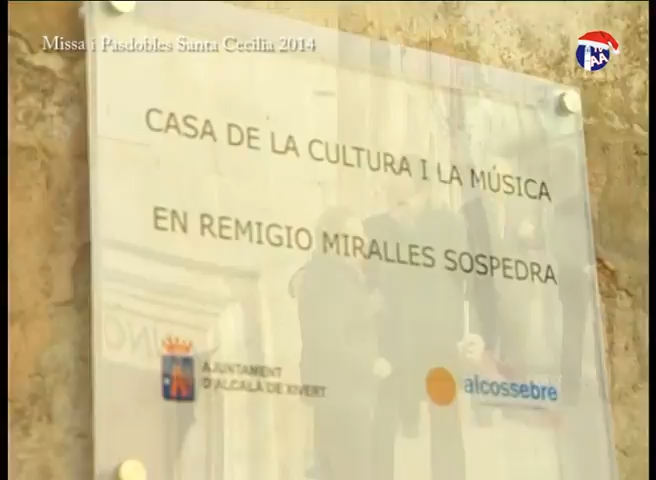 Missa i Pasdobles Santa Cecilia 2014
CASA DE LA CULTURA I LA MÚSICA
EN REMIGIO MIRALLES SOSPEDRA
AJUNTAMENT
D'ALCALÀ DE XIVERT
alcossebre